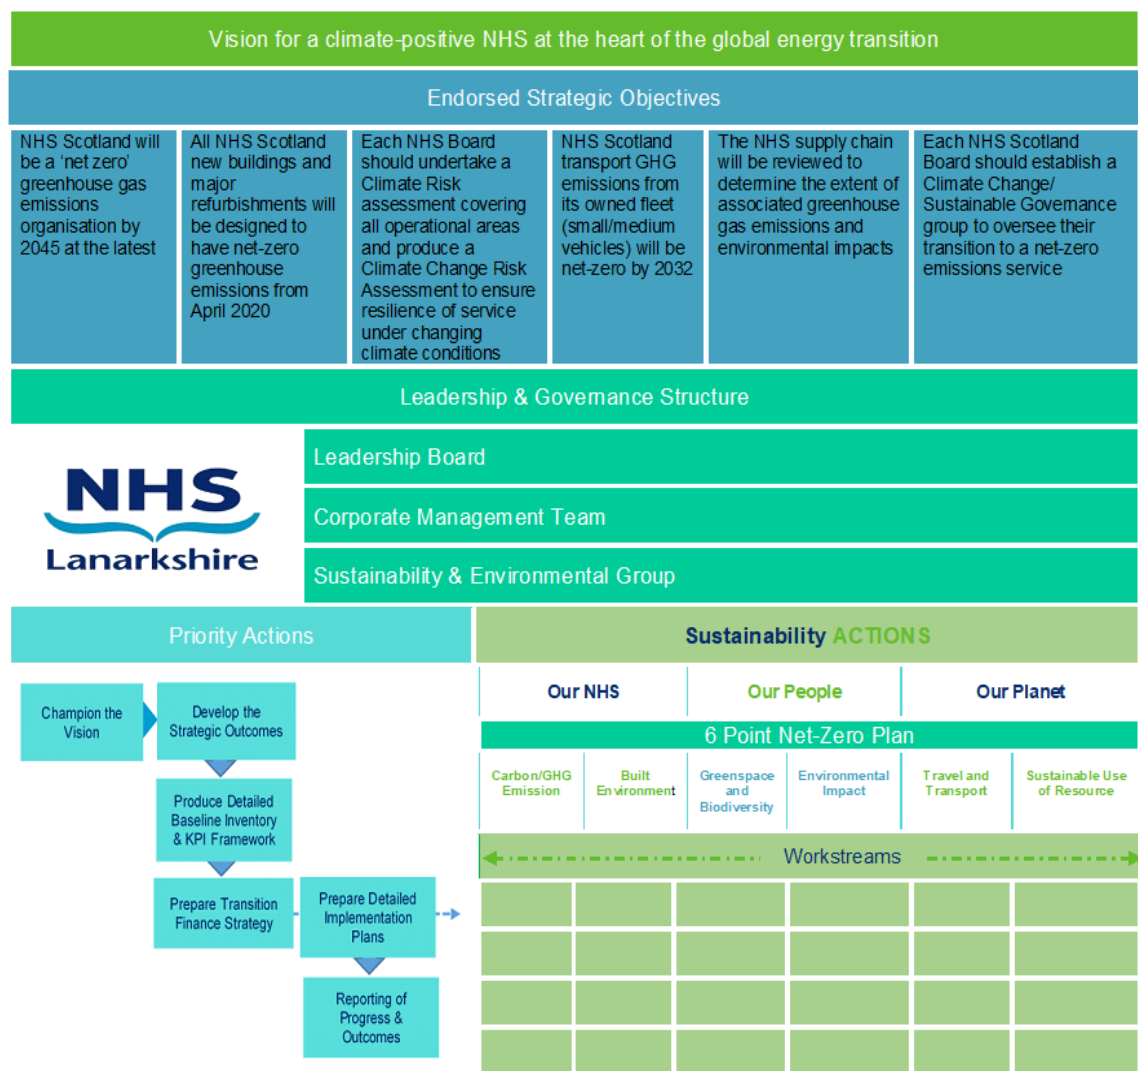 Vision for a climate-positive NHS at the heart of the global energy transition
Endorsed Strategic Objectives
NHS Scotland will
be a ‘net zero’
greenhouse gas
emissions
organisation by
2045 at the latest
All NHS Scotland
new buildings and
major
refurbishments will
be designed to
have net-zero
greenhouse
emissions from
April 2020
Each NHS Board
should undertake a
Climate Risk
assessment covering
all operational areas
and produce a
Climate Change Risk
Assessment to ensure
resilience of service
under changing
climate conditions
NHS Scotland
transport GHG
emissions from
its owned fleet
(small/medium
vehicles) will be
net-zero by 2032
The NHS supply chain
will be reviewed to
determine the extent of
associated greenhouse
gas emissions and
environmental impacts
Each NHS Scotland
Board should establish a
Climate Change/
Sustainable Governance
group to oversee their
transition to a net-zero
emissions service
Leadership & Governance Structure
NHS
Lanarkshire
Leadership Board
Corporate Management Team
Sustainability & Environmental Group
Priority Actions
Champion the
Vision
Develop the
Strategic Outcomes
Produce Detailed
Baseline Inventory
& KPI Framework
Prepare Transition
Finance Strategy
Prepare Detailed
Implementation
Plans
Reporting of
Progress &
Outcomes
Sustainability ACTIONS
Our NHS
Our People
Our Planet
6 Point Net-Zero Plan
Carbon/GHG
Emission
Built
Environment
Greenspace
and
Biodiversity
Environmental
Impact
Travel and
Transport
Sustainable Use
of Resource
Workstreams